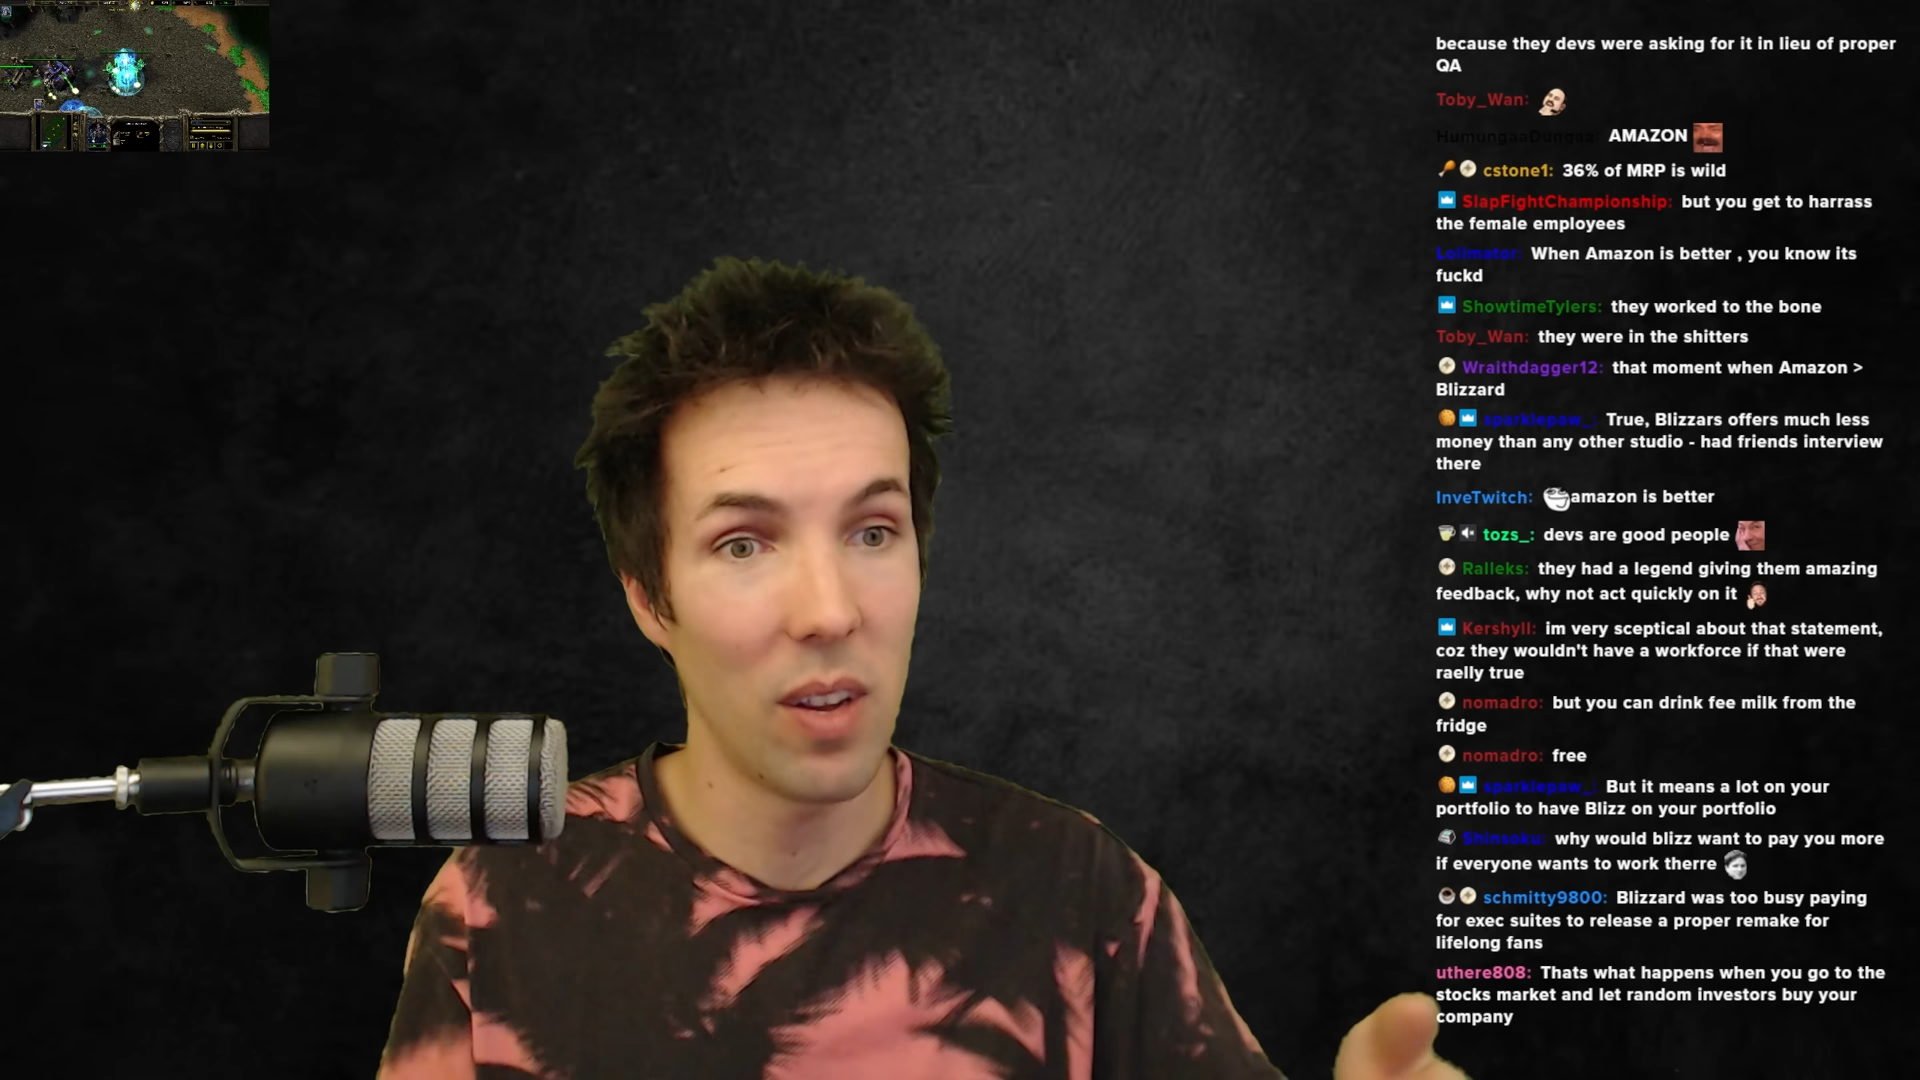 because they devs were asking for it in lieu of proper
QA
Toby_Wan:
HumungaaDungaa: AMAZON
cstone1: 36% of MRP is wild
SlapFightChampionship: but you get to harrass
the female employees
Lolimator: When Amazon is better , you know its
fuckd
ShowtimeTylers: they worked to the bone
Toby_Wan: they were in the shitters
Wraithdagger12: that moment when Amazon >
Blizzard
sparklepaw_: True, Blizzars offers much less
money than any other studio - had friends interview
there
InveTwitch: amazon is better
tozs_: devs are good people
Ralleks: they had a legend giving them amazing
feedback, why not act quickly on it
Kershyll: im very sceptical about that statement,
coz they wouldn't have a workforce if that were
raelly true
nomadro: but you can drink fee milk from the
fridge
nomadro: free
sparklepaw_: But it means a lot on your
portfolio to have Blizz on your portfolio
Shinsoku: why would blizz want to pay you more
if everyone wants to work therre
schmitty9800: Blizzard was too busy paying
for exec suites to release a proper remake for
lifelong fans
uthere808: Thats what happens when you go to the
stocks market and let random investors buy your
company